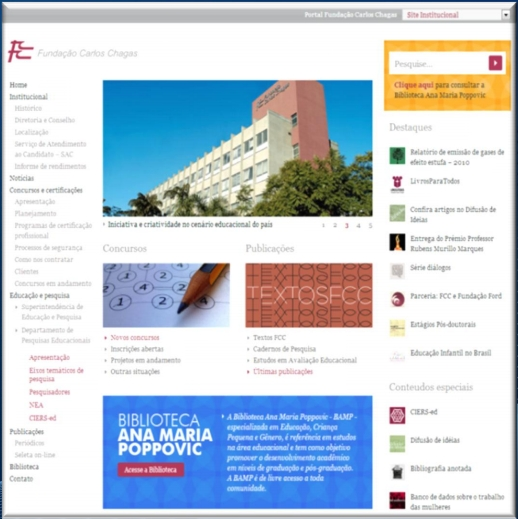 Portal Fundação Carlos Chagas
Site Institucional
Fundação Carlos Chagas
Pesquise...
Clique aqui para consultar a
Biblioteca Ana Maria Poppovic
Home
Institucional
Histórico
Diretoria e Conselho
Localização
Serviço de Atendimento
ao Candidato - SAC
Informe de rendimentos
Notícias
Concursos e certificações
Apresentação
Planejamento
Programas de certificação
profissional
Processos de segurança
Como nos contratar
Clientes
Concursos em andamento
Educação e pesquisa
Superintendência de
Educação e Pesquisa
Departamento de
Pesquisas Educacionais
Apresentação
Eixos temáticos de
pesquisa
Pesquisadores
NEA
CIERS-ed
Publicações
Periodicos
Seleta on-line
Biblioteca
Contato
Iniciativa e criatividade no cenário educacional do país
1 2 3 4 5
Concursos
Novos concursos
Inscrições abertas
Projetos em andamento
Outras situações
Publicações
TEXTOSFCC
Textos FCC
Cadernos de Pesquisa
Estudos em Avaliação Educacional
Últimas publicações
BIBLIOTECA
ANA MARIA
POPPOVIC
Acesse a Biblioteca
A Biblioteca Ana Maria Poppovic - BAMP -
especializada em Educação, Criança
Pequena e Gênero, é referência em estudos
na área educacional e tem como objetivo
promover o desenvolvimento acadêmico
em níveis de graduação e pós-graduação.
A BAMP é de livre acesso a toda
comunidade.
Destaques
Relatório de emissão de gases de
efeito estufa - 2010
LivrosParaTodos
Confira artigos no Difusão de
Ideias
Entrega do Prêmio Professor
Rubens Murillo Marques
Série diálogos
Parceria: FCC e Fundação Ford
Estágios Pós-doutorais
Educação Infantil no Brasil
Conteúdos especiais
CIERS-ed
Difusão de idéias
Bibliografia anotada
Banco de dados sobre o trabalho
das mulheres